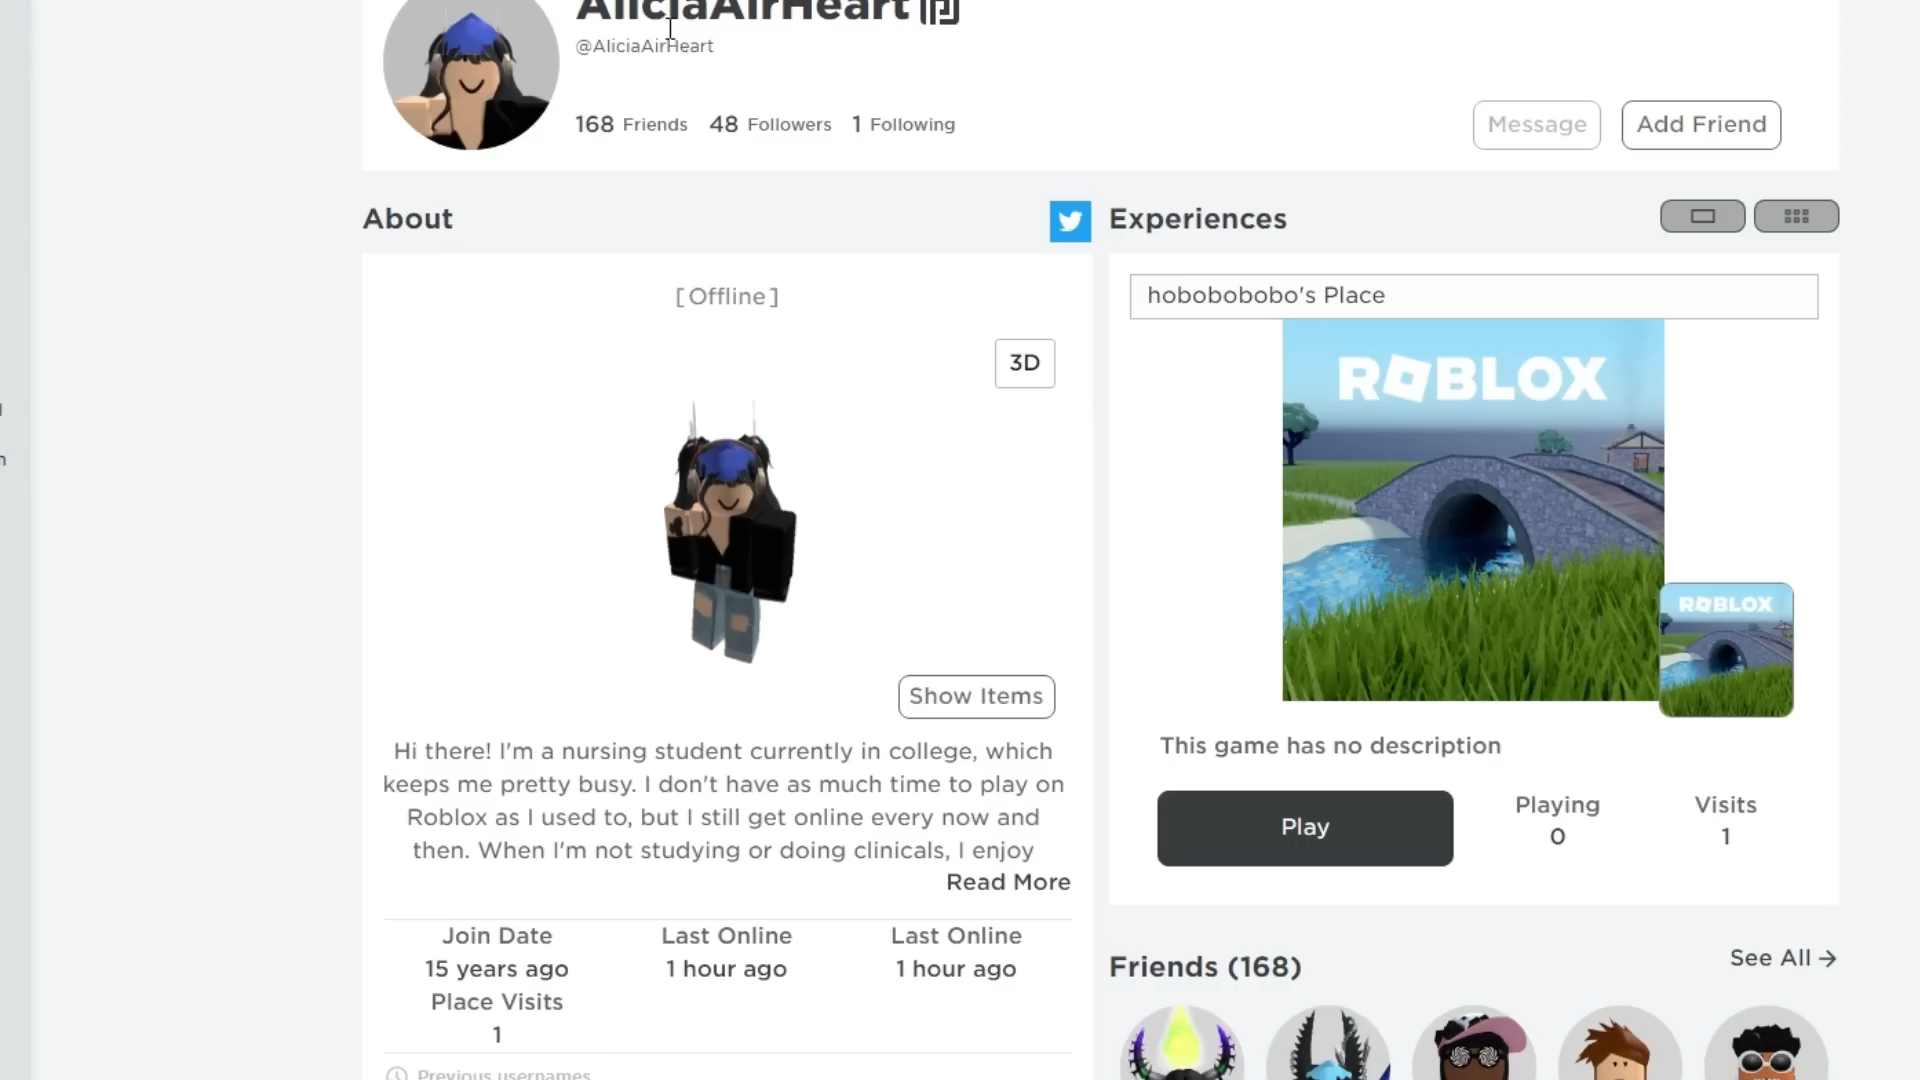 AliciaAirHeart
@AliciaAirHeart
168 Friends 48 Followers 1 Following
Message
Add Friend
About
Experiences
[ Offline ]
hobobobobo's Place
3D
ROBLOX
ROBLOX
Show Items
Hi there! I'm a nursing student currently in college, which
keeps me pretty busy. I don't have as much time to play on
Roblox as I used to, but I still get online every now and
then. When I'm not studying or doing clinicals, I enjoy
Read More
This game has no description
Play
Playing
0
Visits
1
Join Date
15 years ago
Last Online
1 hour ago
Last Online
1 hour ago
Place Visits
1
Previous usernames
Friends (168)
See All